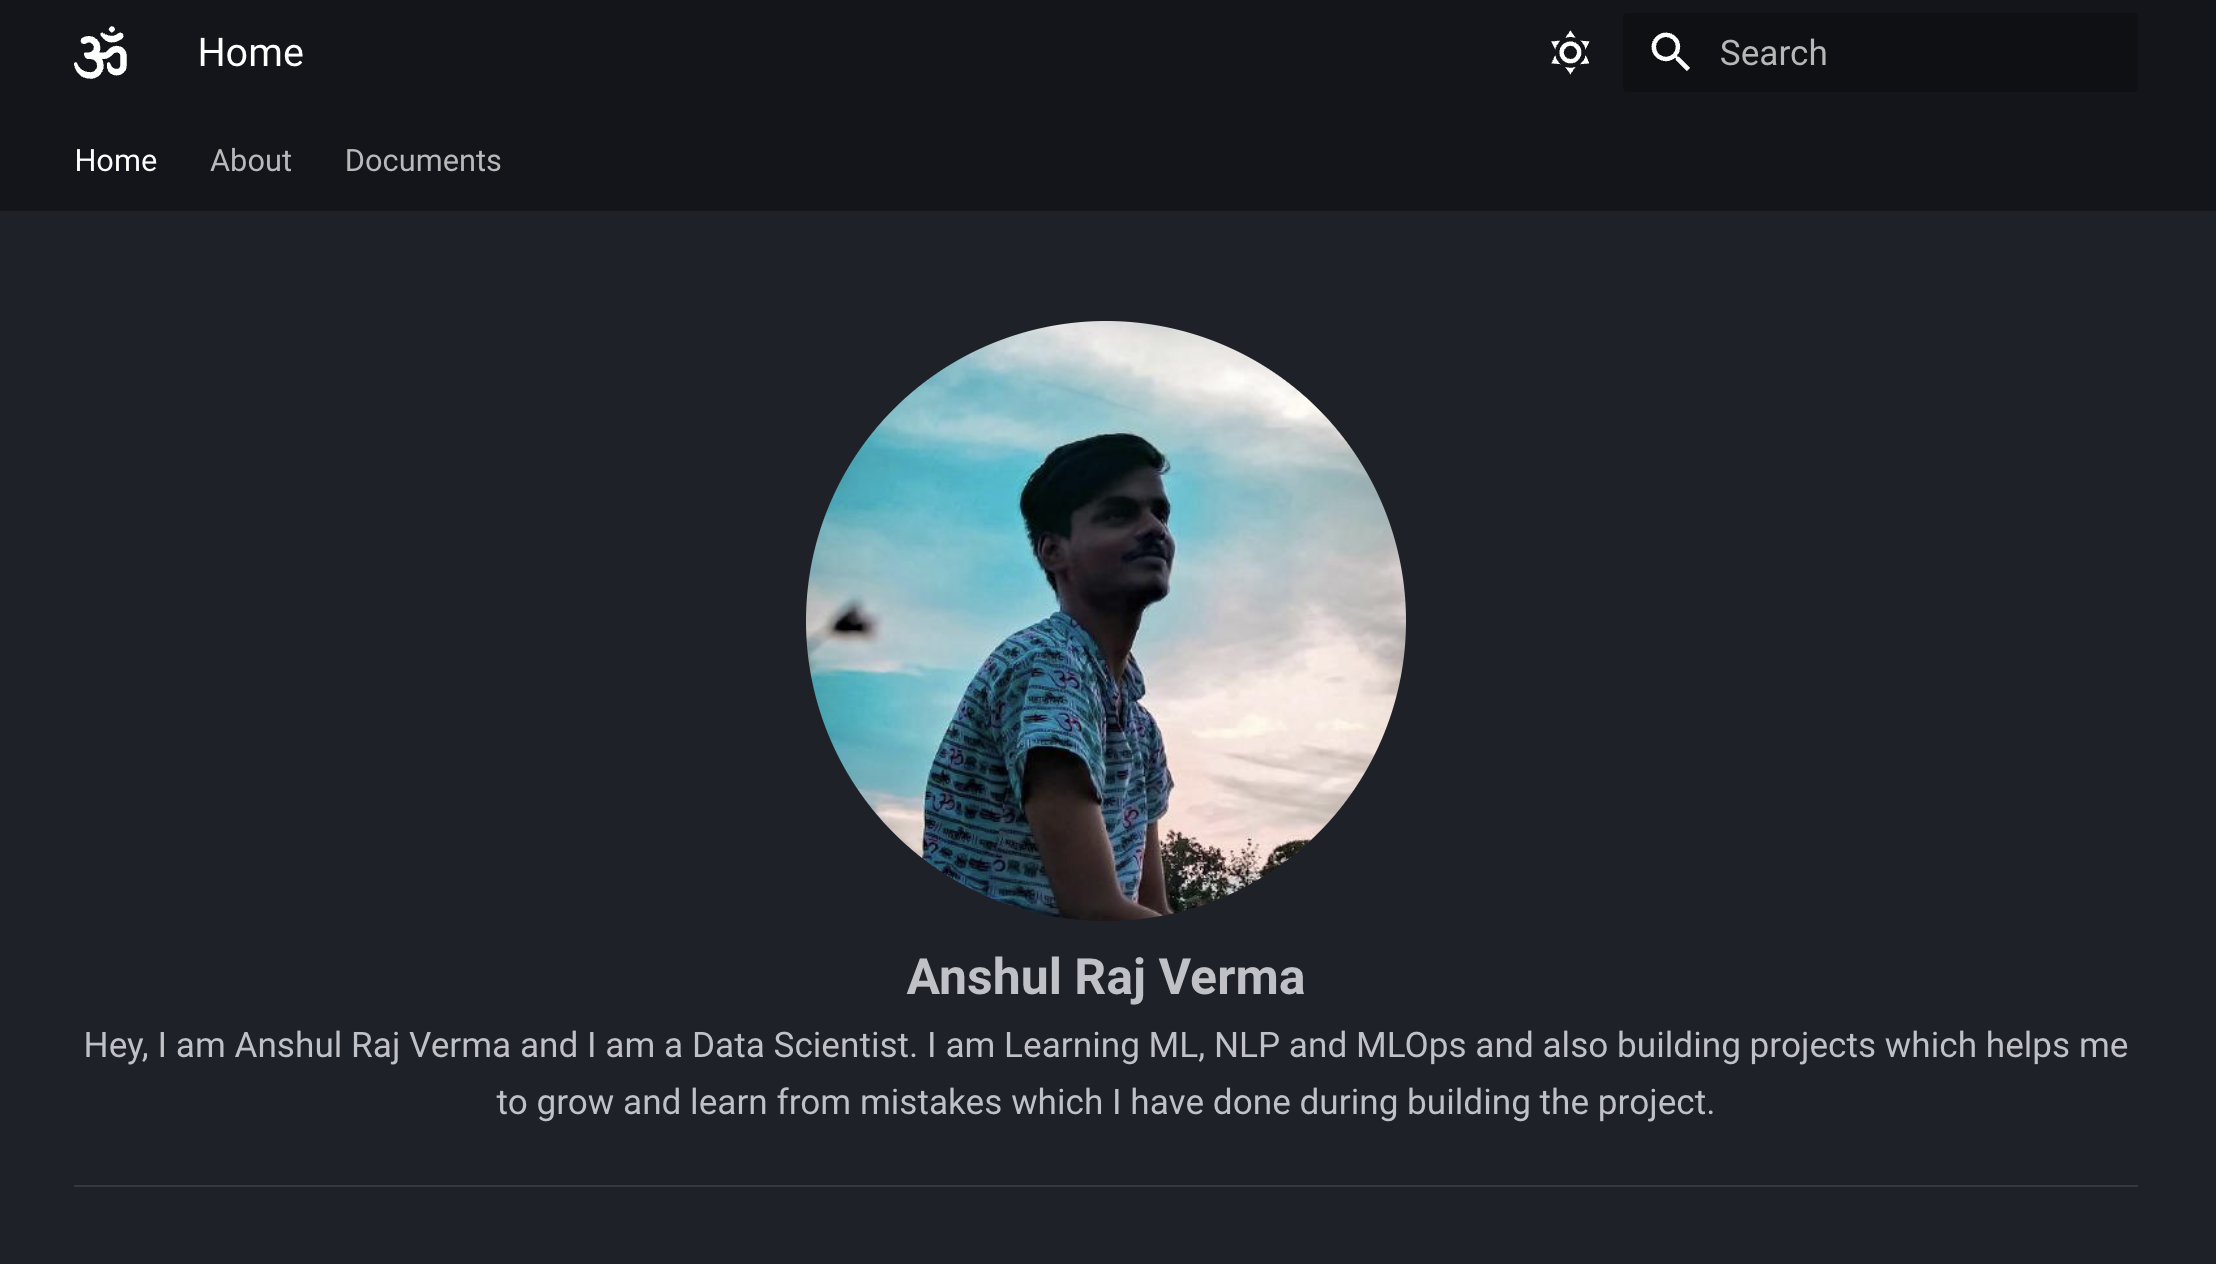 ॐ Home Search
Home About Documents
Anshul Raj Verma
Hey, I am Anshul Raj Verma and I am a Data Scientist. I am Learning ML, NLP and MLOps and also building projects which helps me
to grow and learn from mistakes which I have done during building the project.